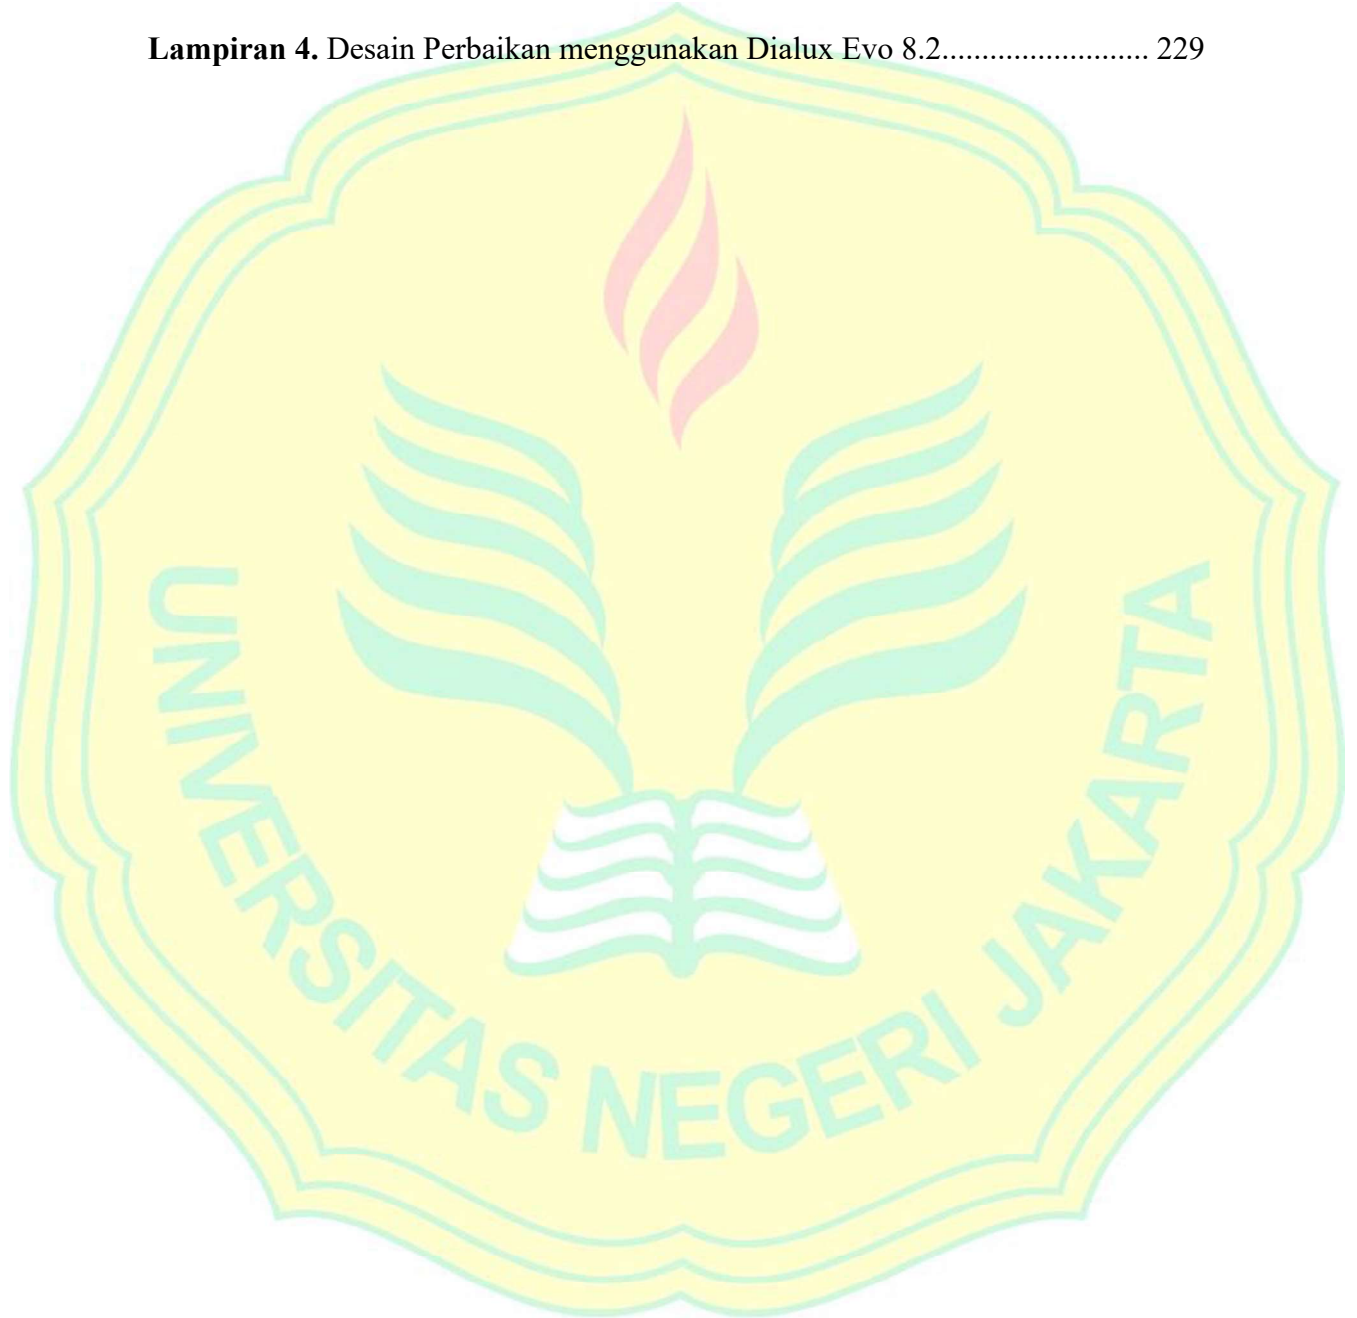 Lampiran 4. Desain Perbaikan menggunakan Dialux Evo 8.2.......................... 229
UNIVERSITAS NEGERI JAKARTA